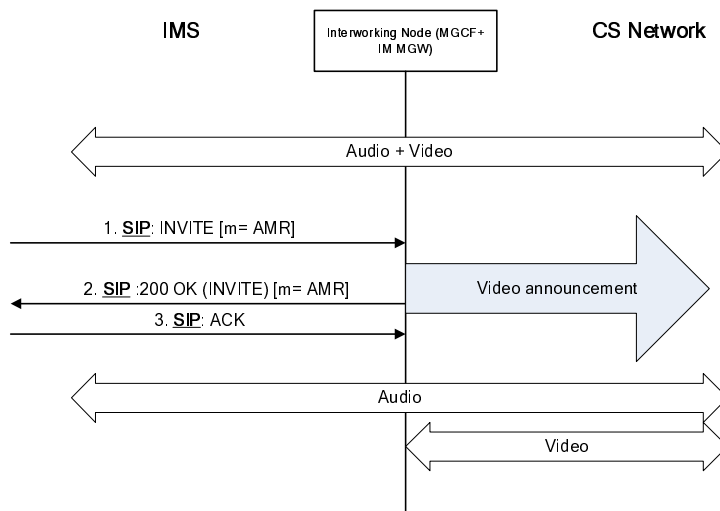 IMS
Interworking Node (MGCF+
IM MGW)
CS Network
Audio + Video
1. SIP: INVITE [m= AMR]
2. SIP :200 OK (INVITE) [m= AMR]
Video announcement
3. SIP: ACK
Audio
Video